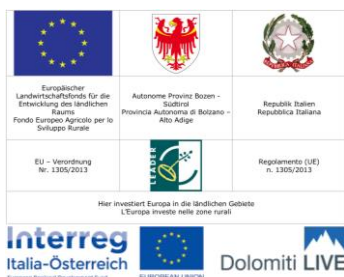 Europäischer
Landwirtschaftsfonds für die
Entwicklung des ländlichen
Raums
Fondo Europeo Agricolo per lo
Sviluppo Rurale
Autonome Provinz Bozen -
Südtirol
Provincia Autonoma di Bolzano –
Alto Adige
Republik Italien
Repubblica Italiana
EU – Verordnung
Nr. 1305/2013
LEADER
Regolamento (UE)
n. 1305/2013
Hier investiert Europa in die ländlichen Gebiete
L'Europa investe nelle zone rurali
Interreg
Italia-Österreich
EUROPEAN UNION
Dolomiti LIVE